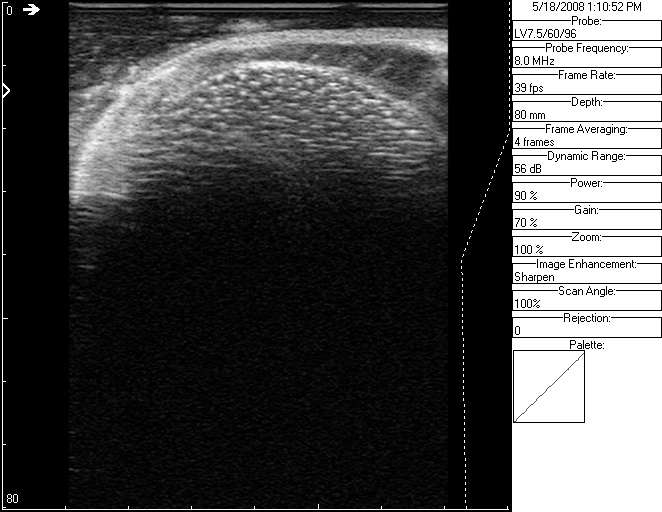 0
80
5/18/2008 1:10:52 PM
Probe:
LV7.5/60/96
Probe Frequency:
8.0 MHz
Frame Rate:
39 fps
Depth:
80 mm
Frame Averaging:
4 frames
Dynamic Range:
56 dB
Power:
90 %
Gain:
70 %
Zoom:
100 %
Image Enhancement:
Sharpen
Scan Angle:
100%
Rejection:
0
Palette: